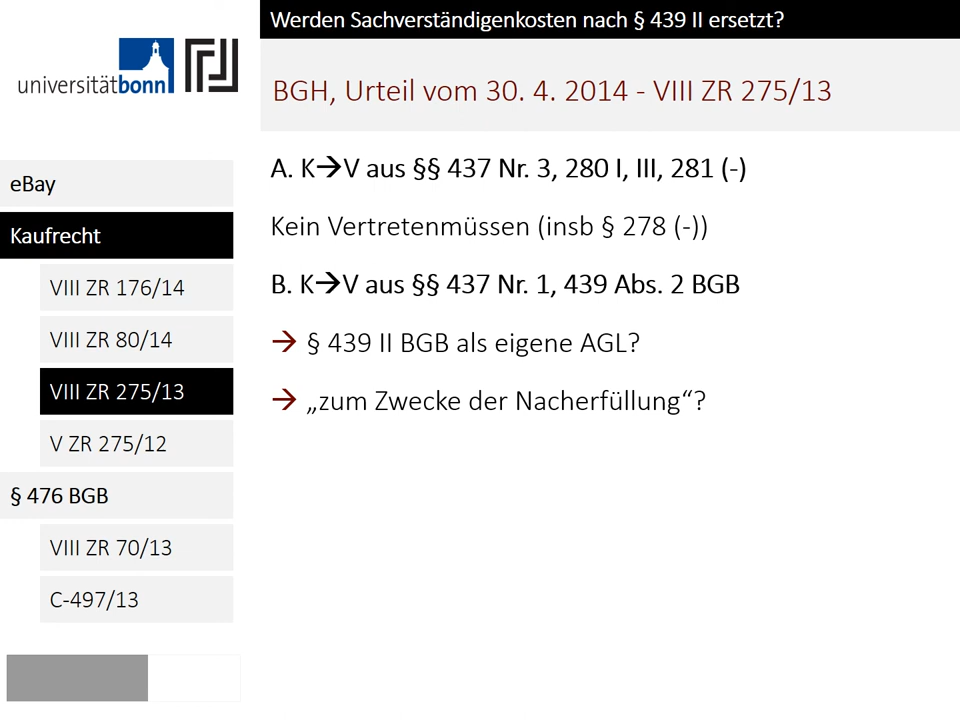 Werden Sachverständigenkosten nach § 439 II ersetzt?
universitätbonn
BGH, Urteil vom 30. 4. 2014 - VIII ZR 275/13
eBay
Kaufrecht
VIII ZR 176/14
VIII ZR 80/14
VIII ZR 275/13
V ZR 275/12
§ 476 BGB
VIII ZR 70/13
C-497/13
A. K→V aus §§ 437 Nr. 3, 280 I, III, 281 (-)
Kein Vertretenmüssen (insb § 278 (-))
B. K→V aus §§ 437 Nr. 1, 439 Abs. 2 BGB
→ § 439 II BGB als eigene AGL?
→ „zum Zwecke der Nacherfüllung“?